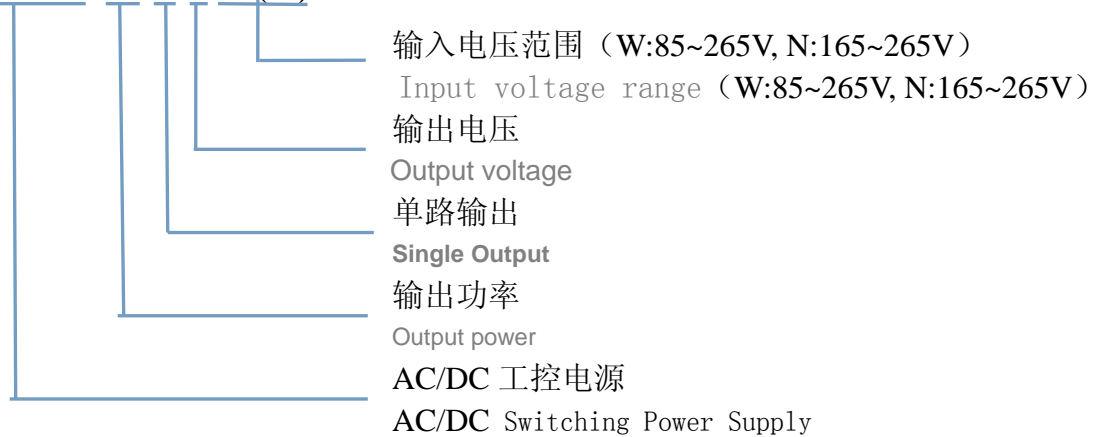 输入电压范围（W:85~265V, N:165~265V）
Input voltage range（W:85~265V, N:165~265V）
输出电压
Output voltage
单路输出
Single Output
输出功率
Output power
AC/DC 工控电源
AC/DC Switching Power Supply